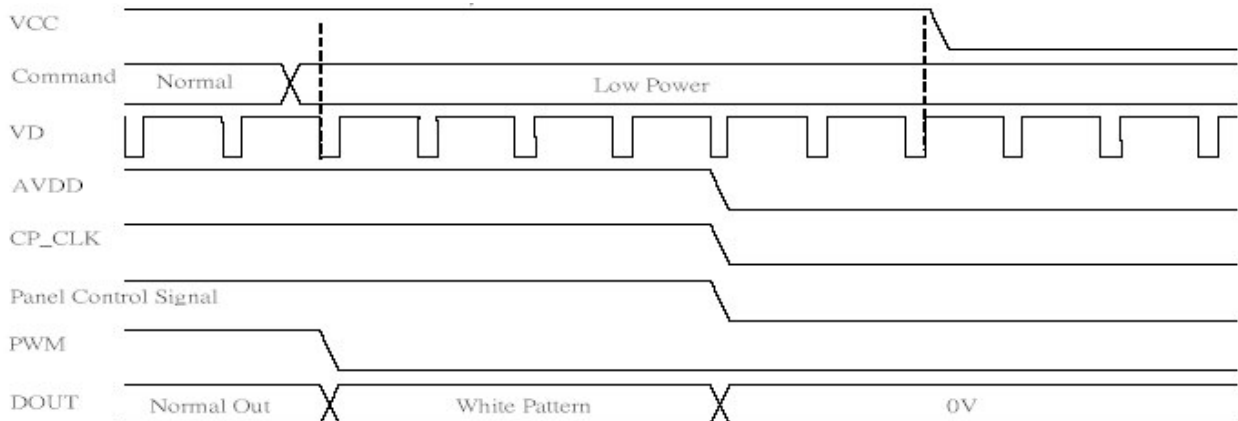 VCC
Command Normal Low Power
VD
AVDD
CP_CLK
Panel Control Signal
PWM
DOUT Normal Out White Pattern 0V